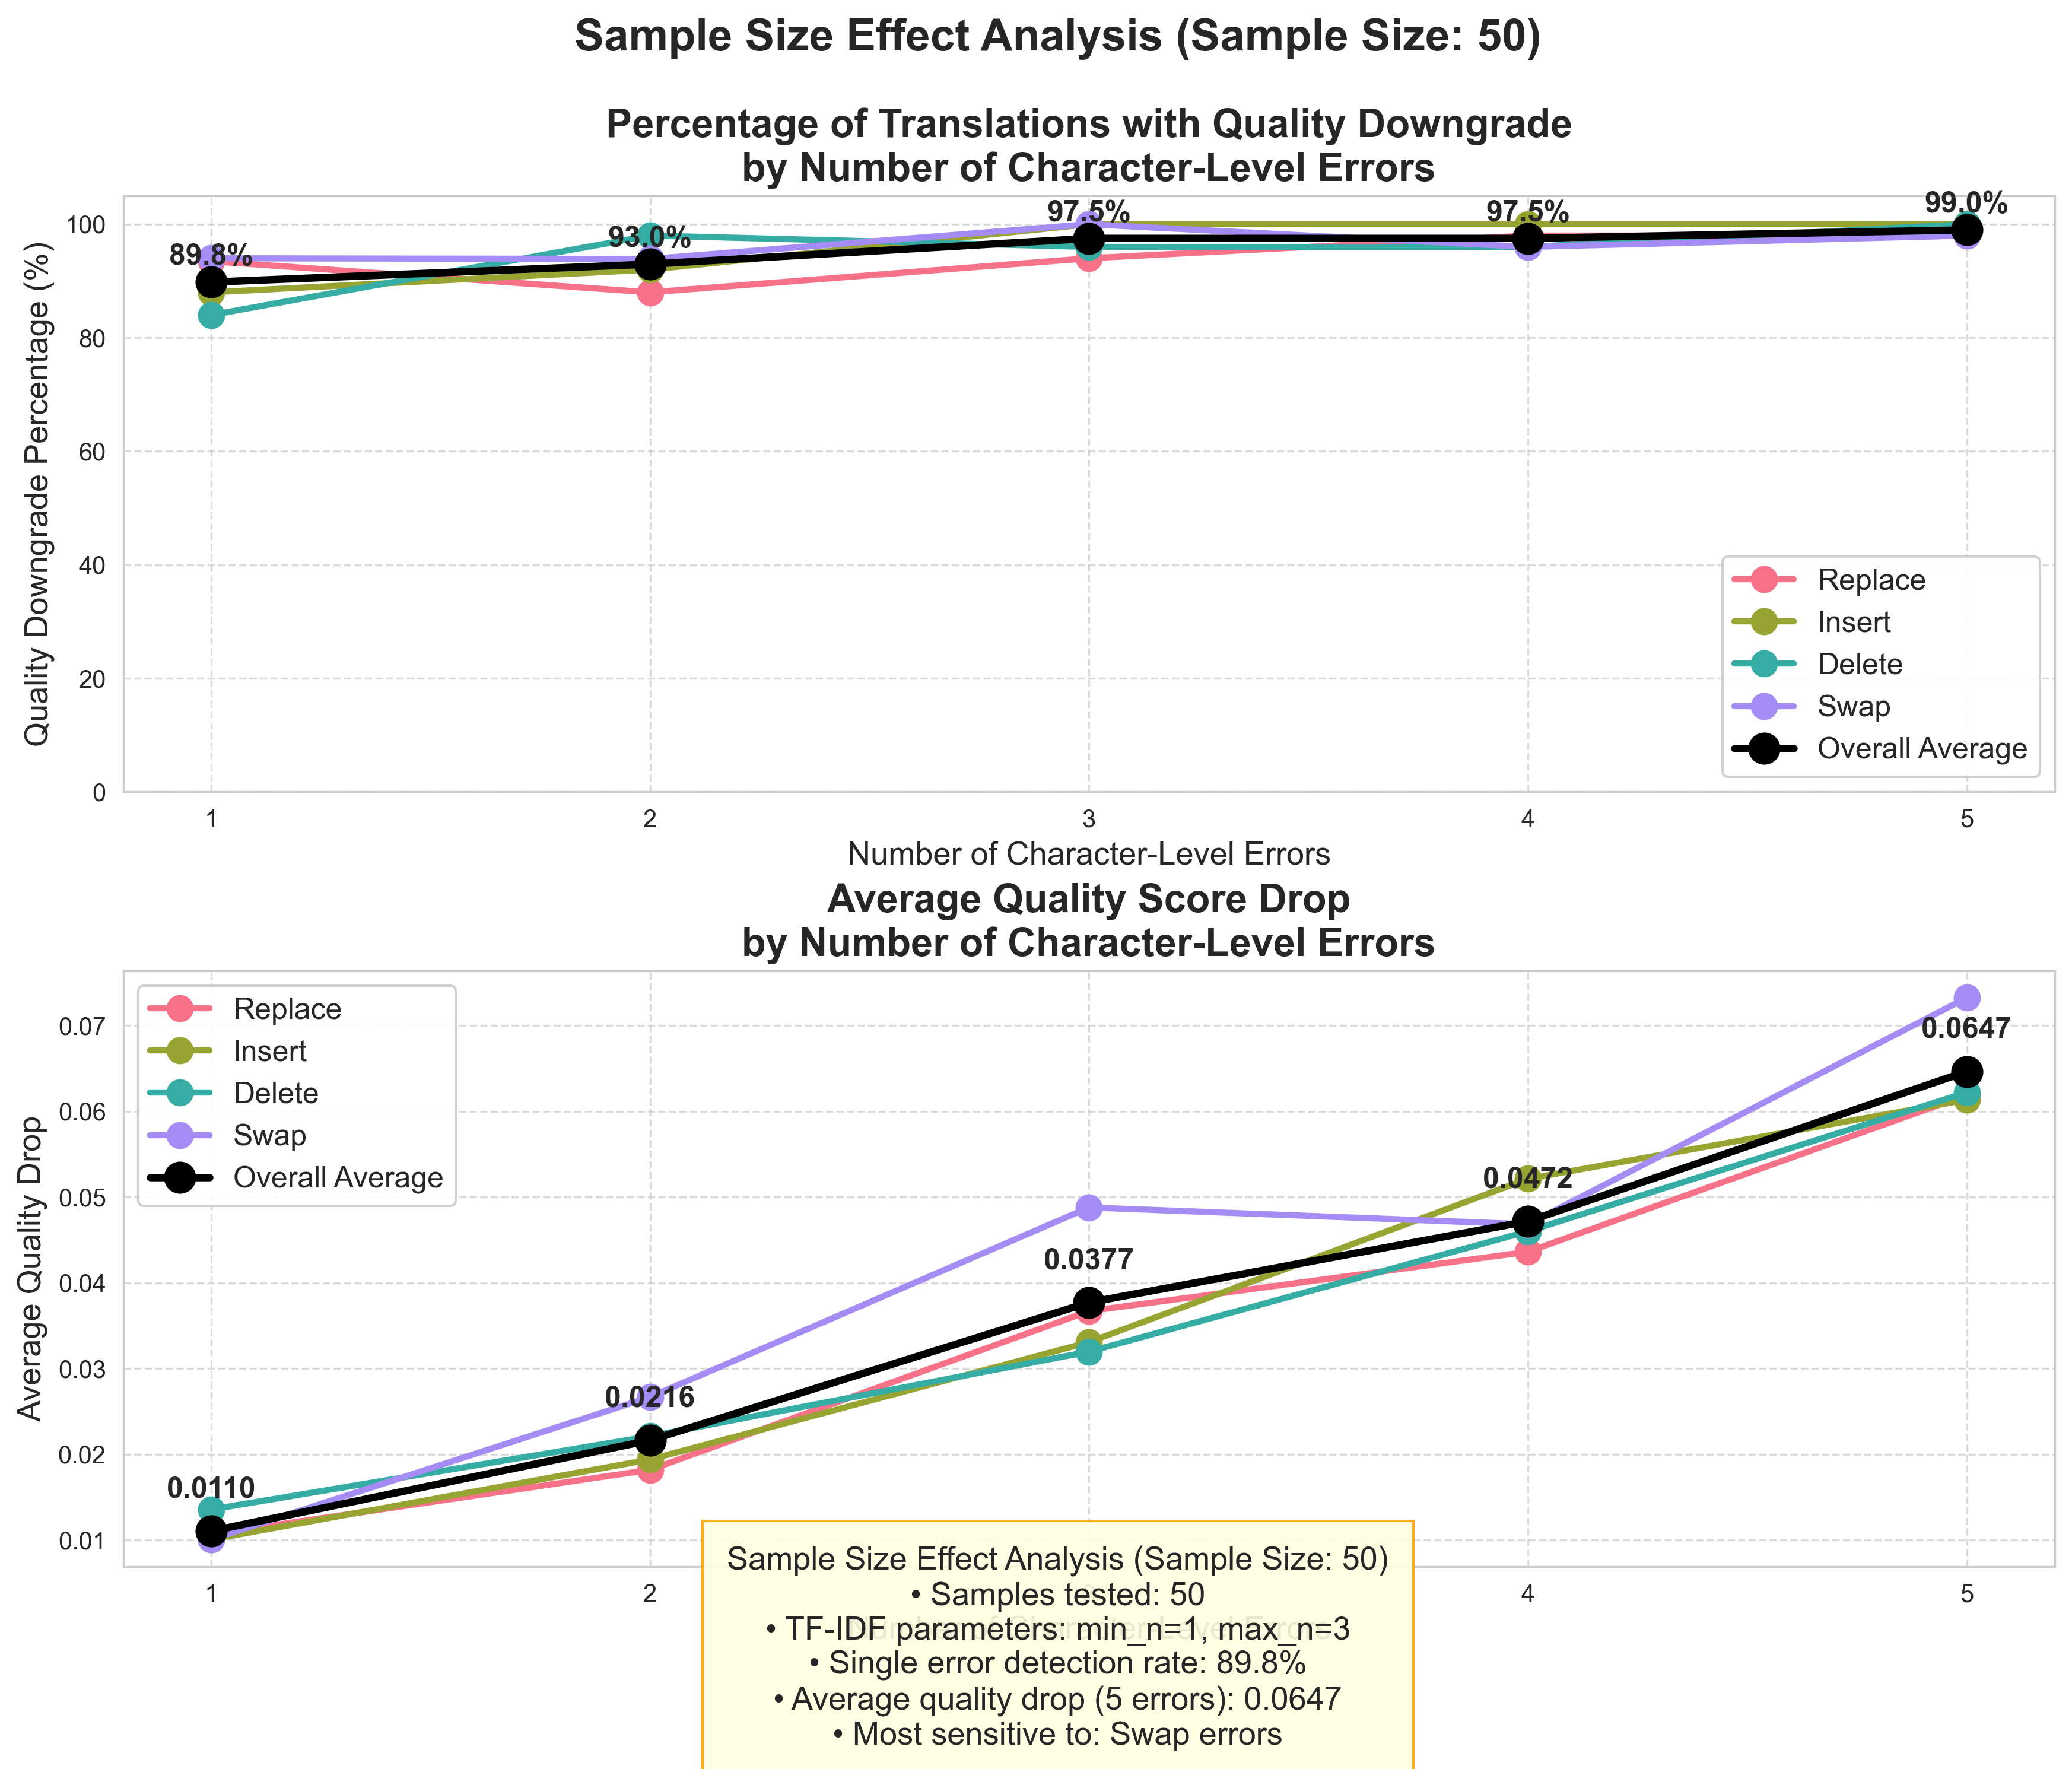 Sample Size Effect Analysis (Sample Size: 50)
Percentage of Translations with Quality Downgrade
by Number of Character-Level Errors
Quality Downgrade Percentage (%)
100
80
60
40
20
0
89.8%
93.0%
97.5%
97.5%
99.0%
Replace
Insert
Delete
Swap
Overall Average
1
2
3
4
5
Number of Character-Level Errors
Average Quality Score Drop
by Number of Character-Level Errors
Average Quality Drop
0.07
0.06
0.05
0.04
0.03
0.02
0.01
Replace
Insert
Delete
Swap
Overall Average
0.0110
0.0216
0.0377
0.0472
0.0647
1
2
4
5
Number of Character-Level Errors
Sample Size Effect Analysis (Sample Size: 50)
• Samples tested: 50
• TF-IDF parameters: min_n=1, max_n=3
• Single error detection rate: 89.8%
• Average quality drop (5 errors): 0.0647
• Most sensitive to: Swap errors